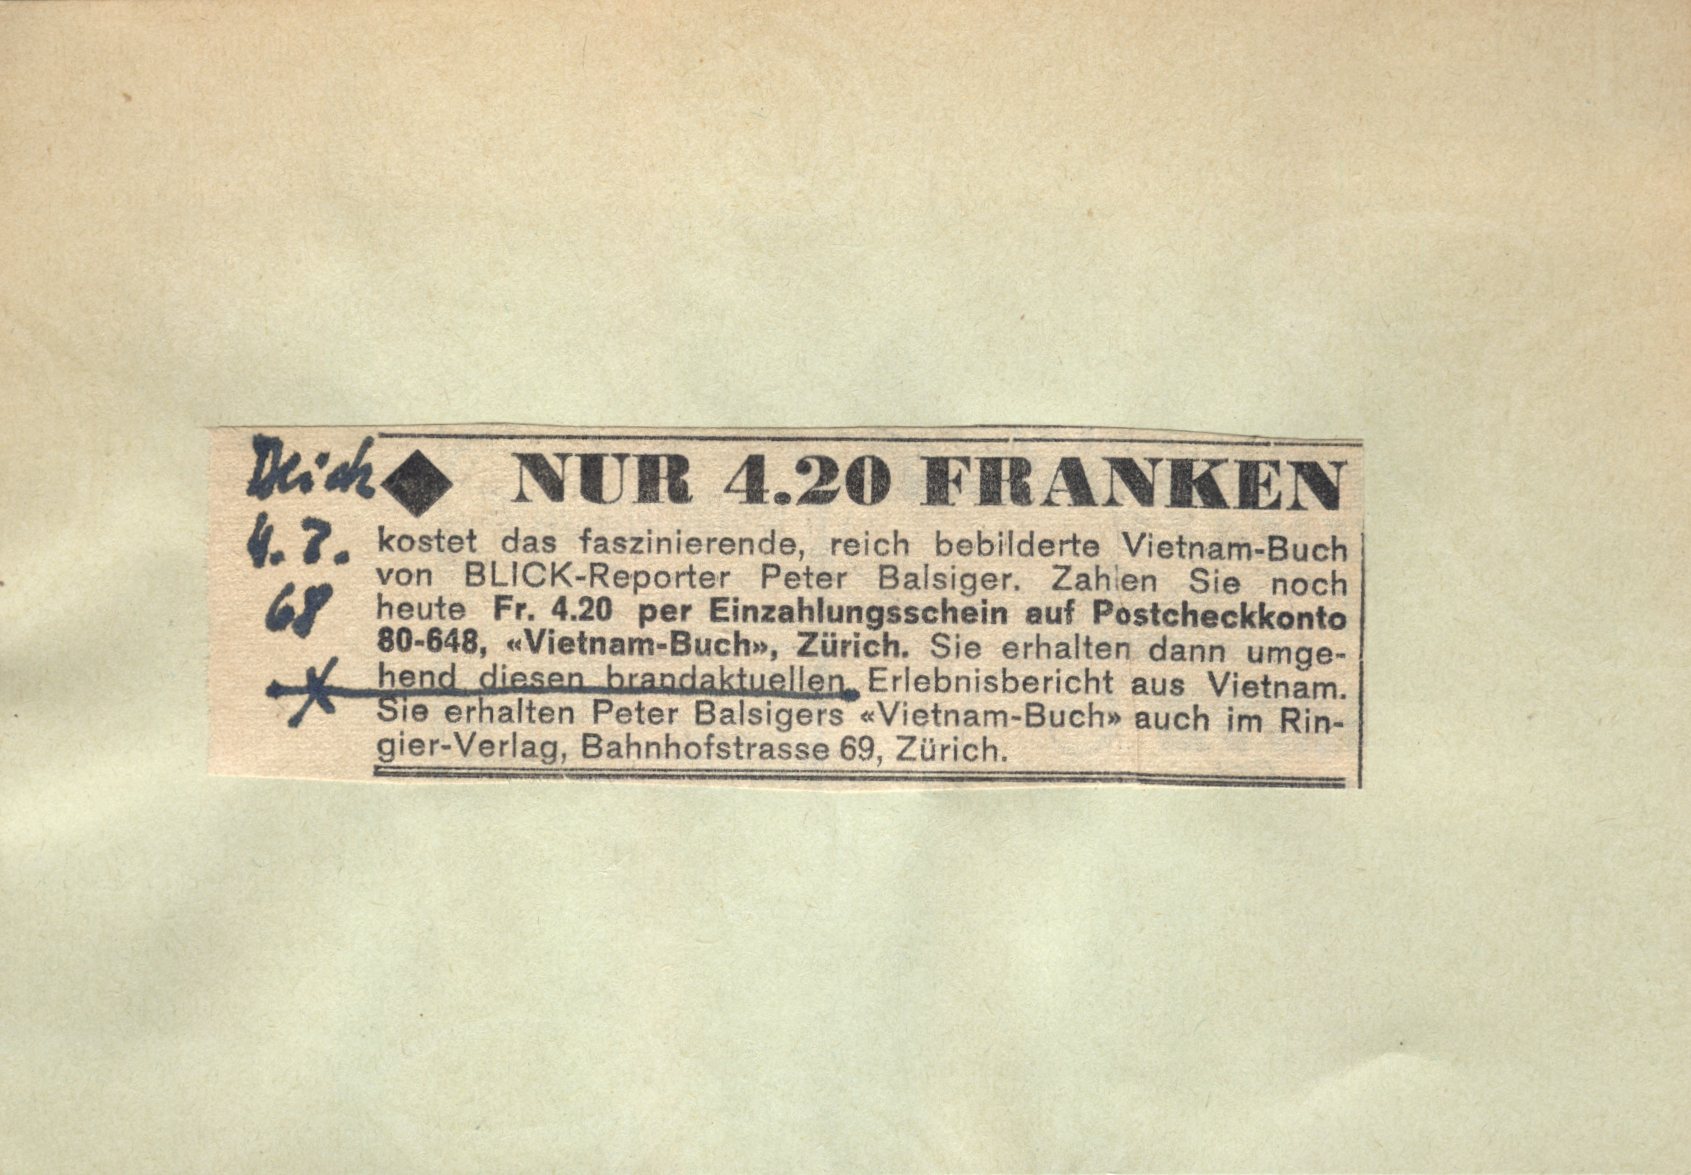 ◆ NUR 4.20 FRANKEN
kostet das faszinierende, reich bebilderte Vietnam-Buch
von BLICK-Reporter Peter Balsiger. Zahlen Sie noch
heute Fr. 4.20 per Einzahlungsschein auf Postcheckkonto
80-648, «Vietnam-Buch», Zürich. Sie erhalten dann umge-
hend diesen brandaktuellen Erlebnisbericht aus Vietnam.
Sie erhalten Peter Balsigers «Vietnam-Buch» auch im Rin-
gier-Verlag, Bahnhofstrasse 69, Zürich.
4. 7.
68